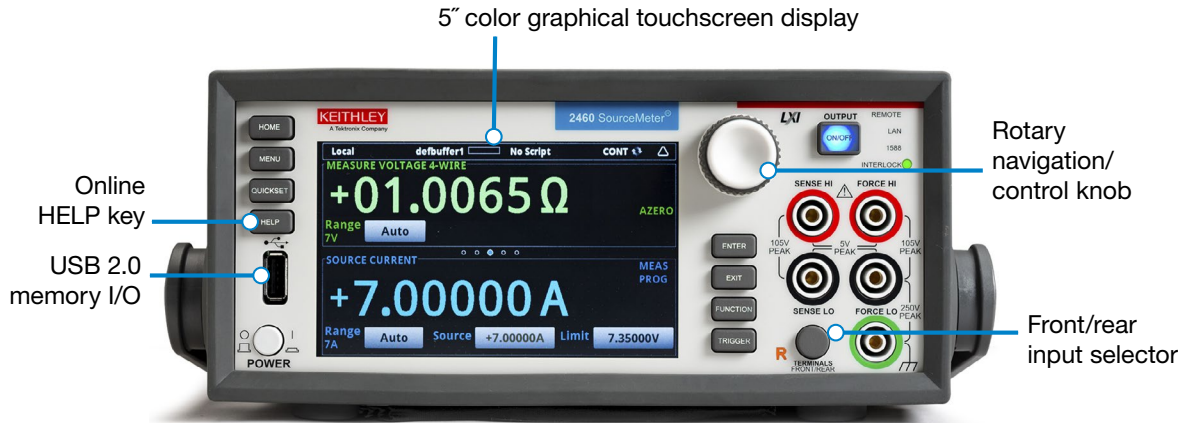 5″ color graphical touchscreen display
KEITHLEY
A Tektronix Company
2460 SourceMeter®
LXI
OUTPUT
ON/OFF
REMOTE
LAN
1588
INTERLOCK
HOME
MENU
QUICKSET
HELP
Online
HELP key
USB 2.0
memory I/O
POWER
Local defbuffer1 No Script CONT
MEASURE VOLTAGE 4-WIRE
+01.0065 Ω
AZERO
Range
7V
Auto
SOURCE CURRENT
MEAS
PROG
+7.00000 A
Range
7A
Auto
Source
+7.00000A
Limit
7.35000V
ENTER
EXIT
FUNCTION
TRIGGER
Rotary
navigation/
control knob
SENSE HI
FORCE HI
105V
PEAK
5V
PEAK
105V
PEAK
SENSE LO
FORCE LO
250V
PEAK
R
TERMINALS
FRONT/REAR
Front/rear
input selector